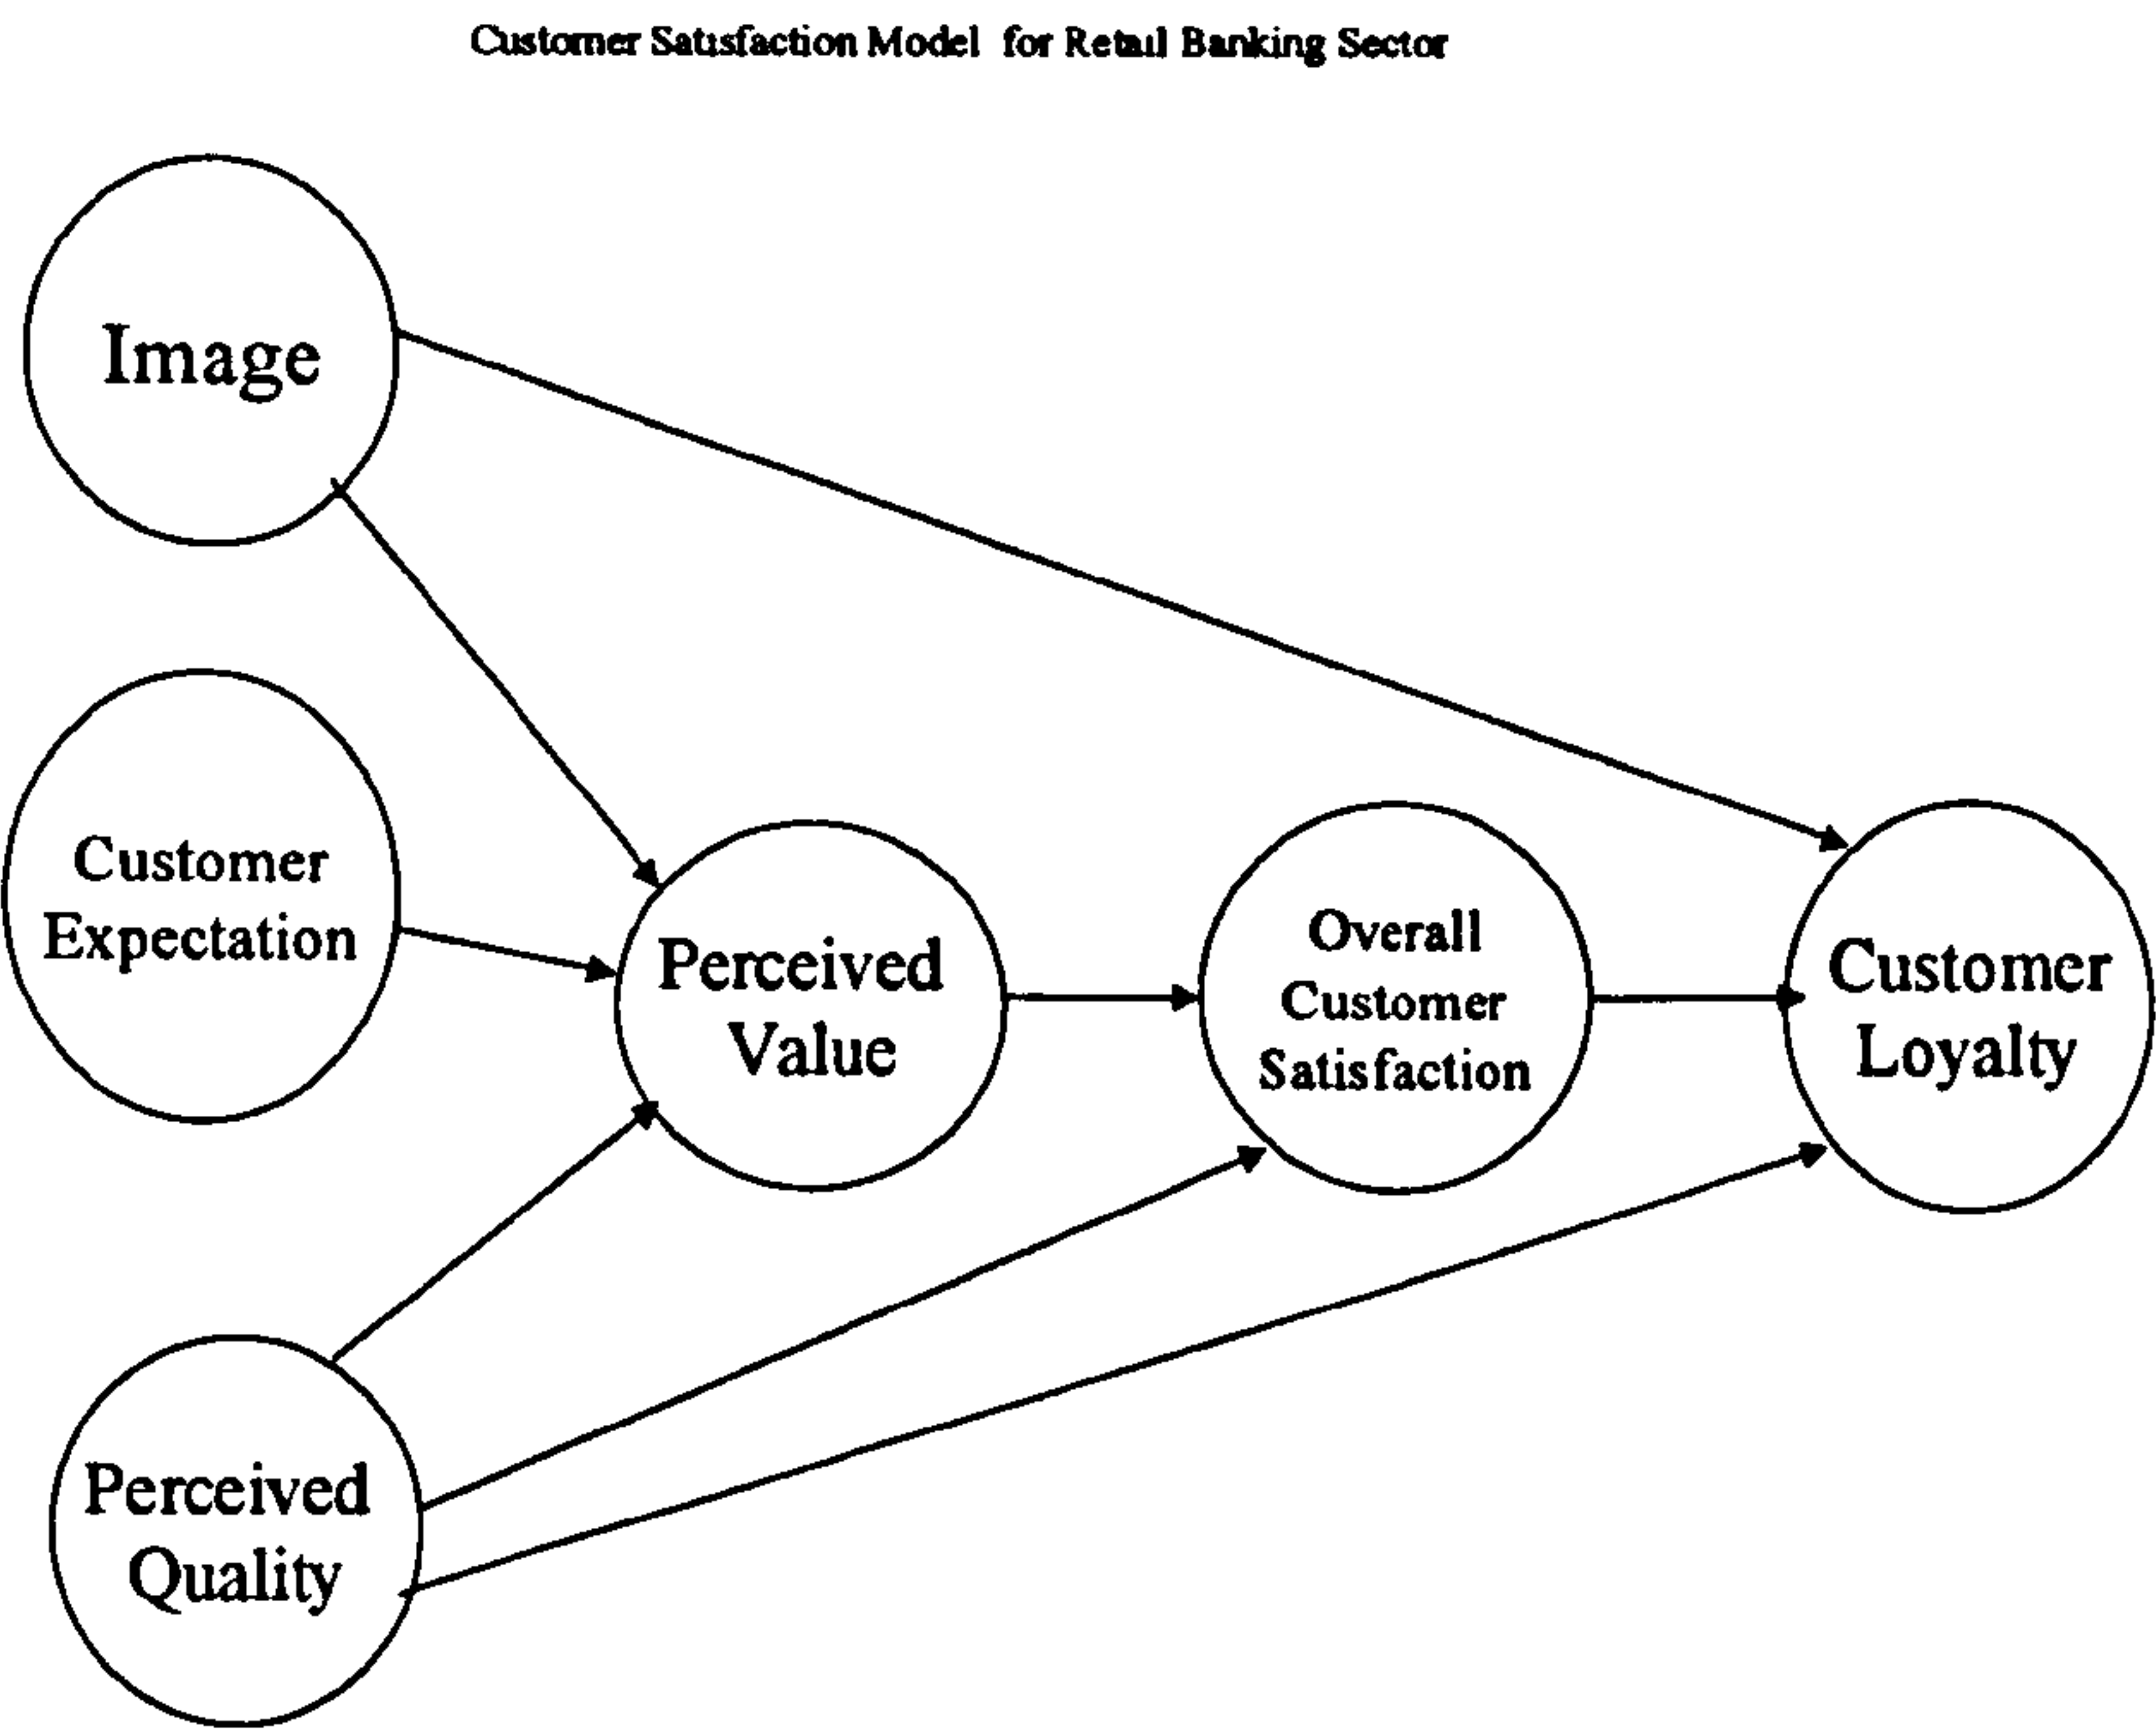 Customer Satisfaction Model for Retail Banking Sector
Image
Customer
Expectation
Perceived
Value
Overall
Customer
Satisfaction
Customer
Loyalty
Perceived
Quality